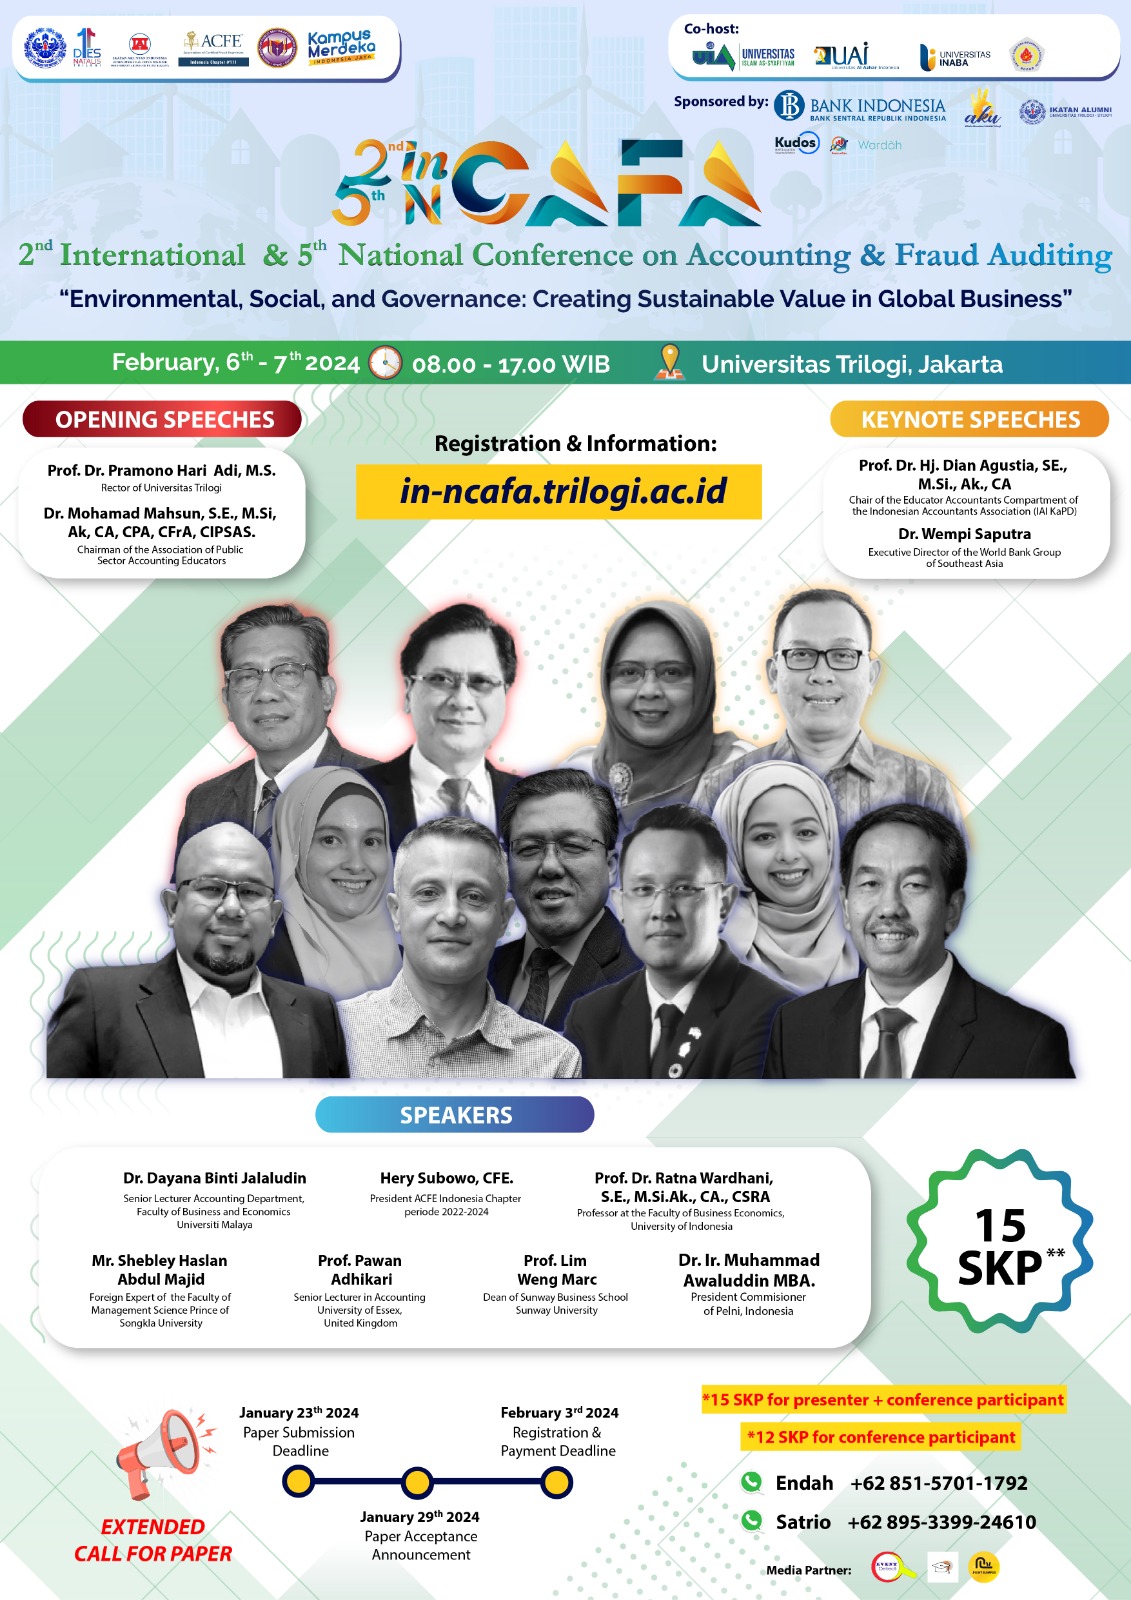 DIES
NATALIS
ACFE
Indonesia Chapter #111
Kampus
Merdeka
INDONESIA JAYA
Co-host:
UIA UNIVERSITAS
ISLAM AS-SYAFI'IYAH
UAI
Universitas Al Azhar Indonesia
UNIVERSITAS
INABA
Sponsored by:
BANK INDONESIA
BANK SENTRAL REPUBLIK INDONESIA
aku
IKATAN ALUMNI
Kudos
Wardah
2nd in
5th N CAFA
2nd International & 5th National Conference on Accounting & Fraud Auditing
“Environmental, Social, and Governance: Creating Sustainable Value in Global Business”
February, 6th - 7th 2024 08.00 - 17.00 WIB Universitas Trilogi, Jakarta
OPENING SPEECHES
Prof. Dr. Pramono Hari Adi, M.S.
Rector of Universitas Trilogi
Dr. Mohamad Mahsun, S.E., M.Si,
Ak, CA, CPA, CFrA, CIPSAS.
Chairman of the Association of Public
Sector Accounting Educators
Registration & Information:
in-ncafa.trilogi.ac.id
KEYNOTE SPEECHES
Prof. Dr. Hj. Dian Agustia, SE.,
M.Si., Ak., CA
Chair of the Educator Accountants Compartment of
the Indonesian Accountants Association (IAI KaPD)
Dr. Wempi Saputra
Executive Director of the World Bank Group
of Southeast Asia
SPEAKERS
Dr. Dayana Binti Jalaludin
Senior Lecturer Accounting Department,
Faculty of Business and Economics
Universiti Malaya
Hery Subowo, CFE.
President ACFE Indonesia Chapter
periode 2022-2024
Prof. Dr. Ratna Wardhani,
S.E., M.Si.Ak., CA., CSRA
Professor at the Faculty of Business Economics,
University of Indonesia
Mr. Shebley Haslan
Abdul Majid
Foreign Expert of the Faculty of
Management Science Prince of
Songkla University
Prof. Pawan
Adhikari
Senior Lecturer in Accounting
University of Essex,
United Kingdom
Prof. Lim
Weng Marc
Dean of Sunway Business School
Sunway University
Dr. Ir. Muhammad
Awaluddin MBA.
President Commisioner
of Pelni, Indonesia
15
SKP**
EXTENDED
CALL FOR PAPER
January 23th 2024
Paper Submission
Deadline
January 29th 2024
Paper Acceptance
Announcement
February 3rd 2024
Registration &
Payment Deadline
*15 SKP for presenter + conference participant
*12 SKP for conference participant
Endah +62 851-5701-1792
Satrio +62 895-3399-24610
Media Partner: